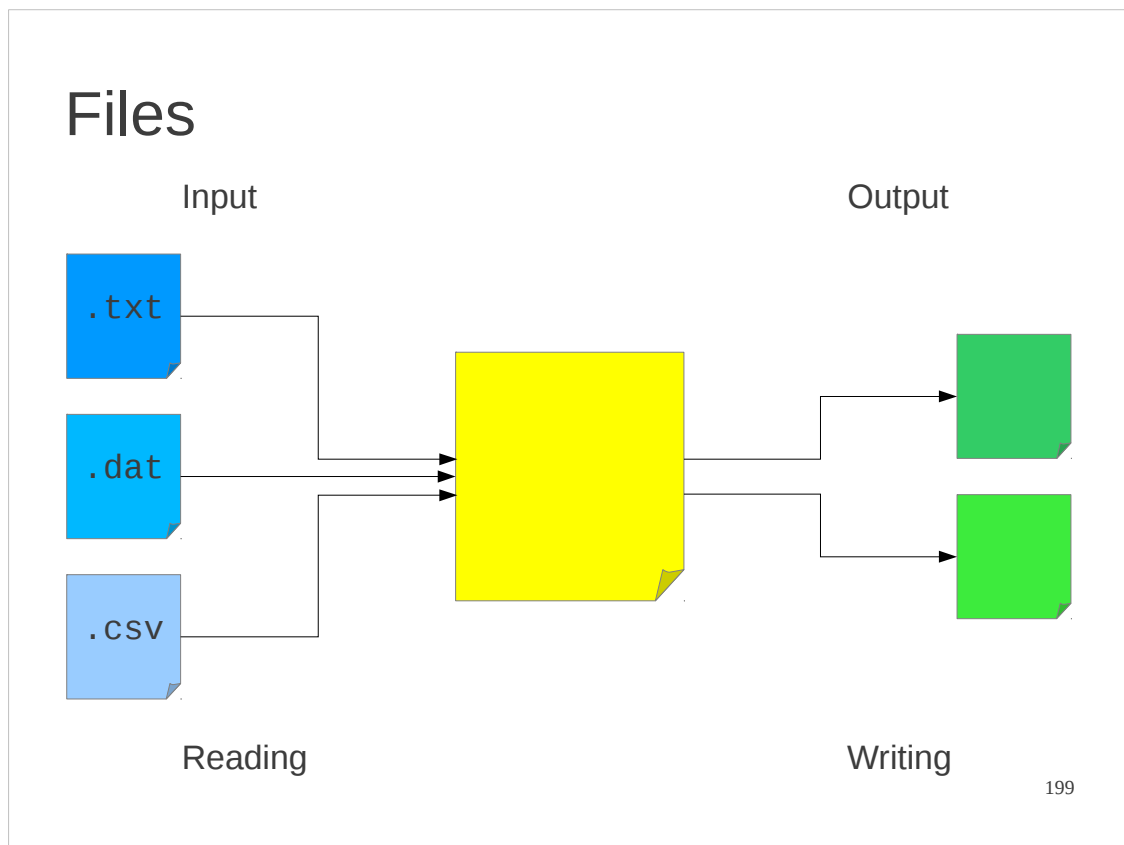 Files
Input
Output
.txt
.dat
.csv
Reading
Writing
199